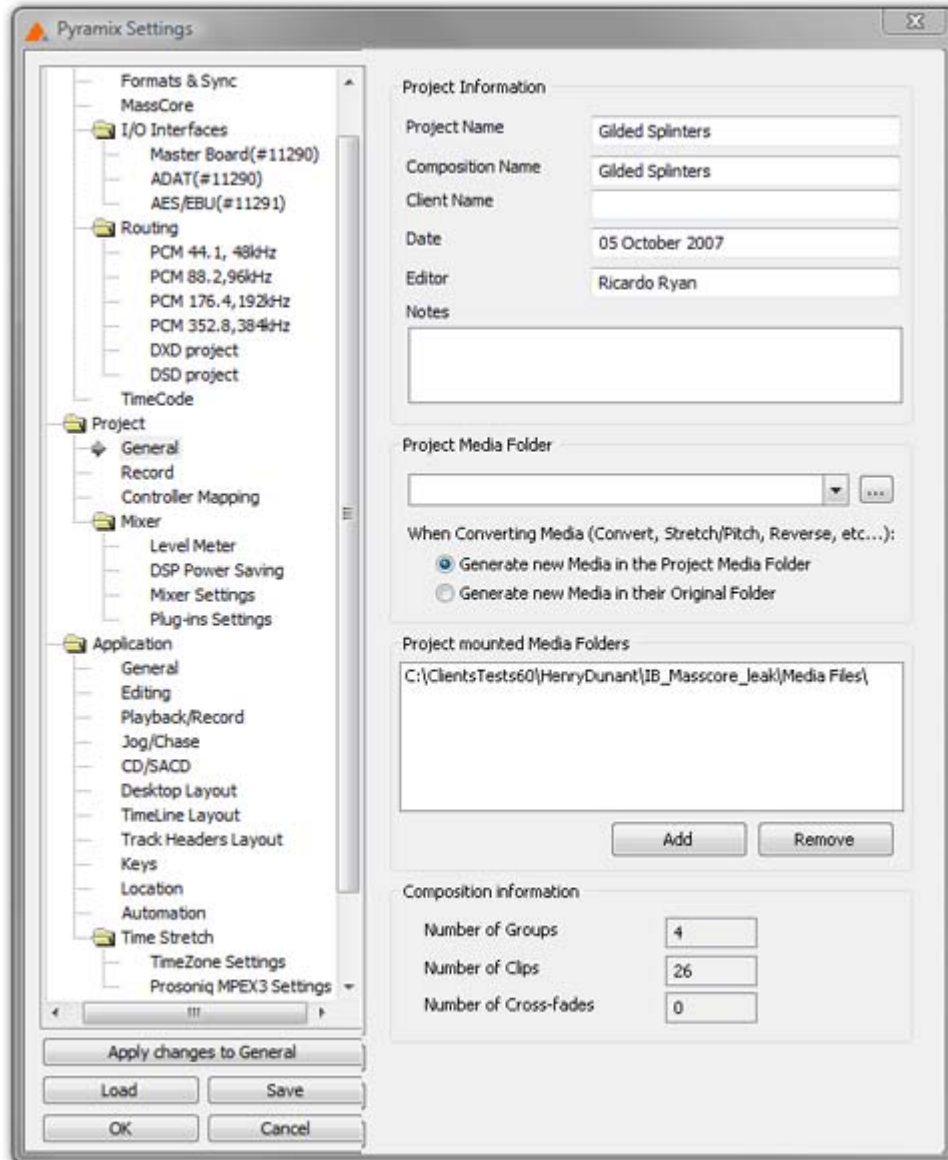 Pyramix Settings
Formats & Sync
MassCore
I/O Interfaces
Master Board(#11290)
ADAT(#11290)
AES/EBU(#11291)
Routing
PCM 44.1, 48kHz
PCM 88.2,96kHz
PCM 176.4,192kHz
PCM 352.8,384kHz
DXD project
DSD project
TimeCode
Project
General
Record
Controller Mapping
Mixer
Level Meter
DSP Power Saving
Mixer Settings
Plug-ins Settings
Application
General
Editing
Playback/Record
Jog/Chase
CD/SACD
Desktop Layout
TimeLine Layout
Track Headers Layout
Keys
Location
Automation
Time Stretch
TimeZone Settings
Prosoniq MPEX3 Settings
Apply changes to General
Load Save
OK Cancel
Project Information
Project Name Gilded Splinters
Composition Name Gilded Splinters
Client Name
Date 05 October 2007
Editor Ricardo Ryan
Notes
Project Media Folder
...
When Converting Media (Convert, Stretch/Pitch, Reverse, etc...):
Generate new Media in the Project Media Folder
Generate new Media in their Original Folder
Project mounted Media Folders
C:\ClientsTests60\HenryDunant\IB_Masscore_leak\Media Files\
Add Remove
Composition information
Number of Groups 4
Number of Clips 26
Number of Cross-fades 0